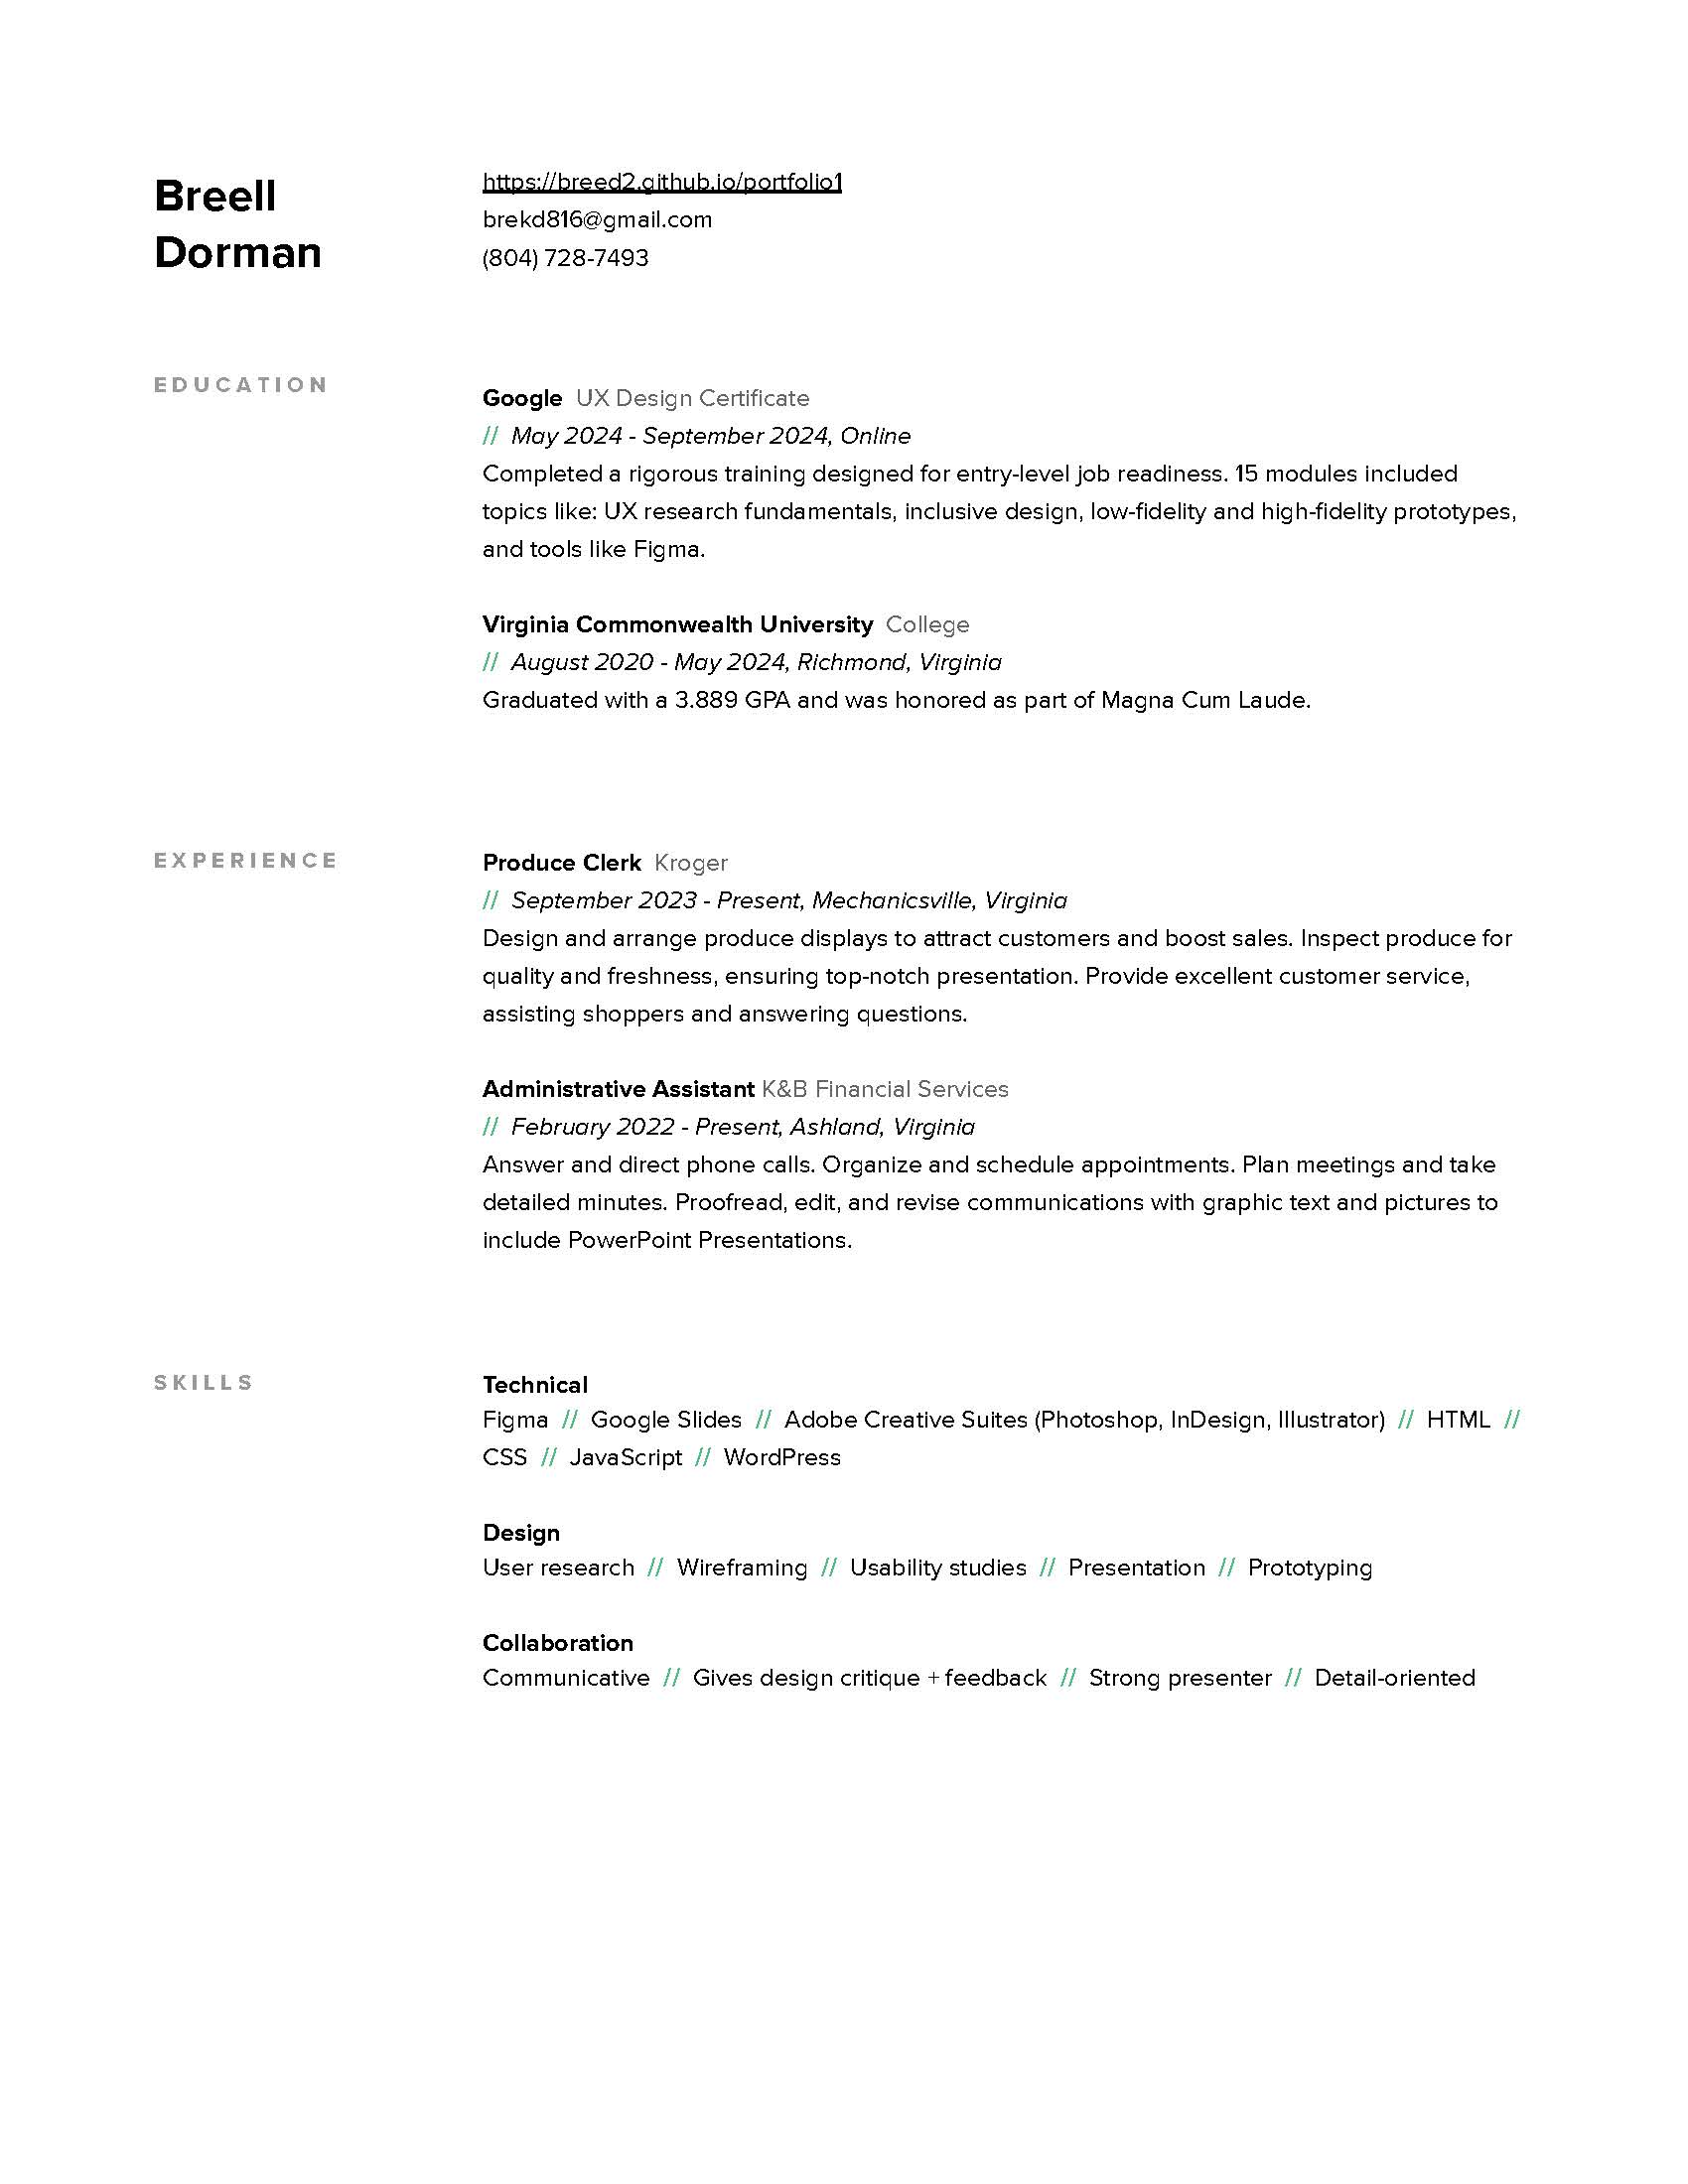 Breell
Dorman
https://breed2.github.io/portfolio1
brekd816@gmail.com
(804) 728-7493
EDUCATION
Google UX Design Certificate
// May 2024 - September 2024, Online
Completed a rigorous training designed for entry-level job readiness. 15 modules included
topics like: UX research fundamentals, inclusive design, low-fidelity and high-fidelity prototypes,
and tools like Figma.
Virginia Commonwealth University College
// August 2020 - May 2024, Richmond, Virginia
Graduated with a 3.889 GPA and was honored as part of Magna Cum Laude.
EXPERIENCE
Produce Clerk Kroger
// September 2023 - Present, Mechanicsville, Virginia
Design and arrange produce displays to attract customers and boost sales. Inspect produce for
quality and freshness, ensuring top-notch presentation. Provide excellent customer service,
assisting shoppers and answering questions.
Administrative Assistant K&B Financial Services
// February 2022 - Present, Ashland, Virginia
Answer and direct phone calls. Organize and schedule appointments. Plan meetings and take
detailed minutes. Proofread, edit, and revise communications with graphic text and pictures to
include PowerPoint Presentations.
SKILLS
Technical
Figma // Google Slides // Adobe Creative Suites (Photoshop, InDesign, Illustrator) // HTML //
CSS // JavaScript // WordPress
Design
User research // Wireframing // Usability studies // Presentation // Prototyping
Collaboration
Communicative // Gives design critique + feedback // Strong presenter // Detail-oriented